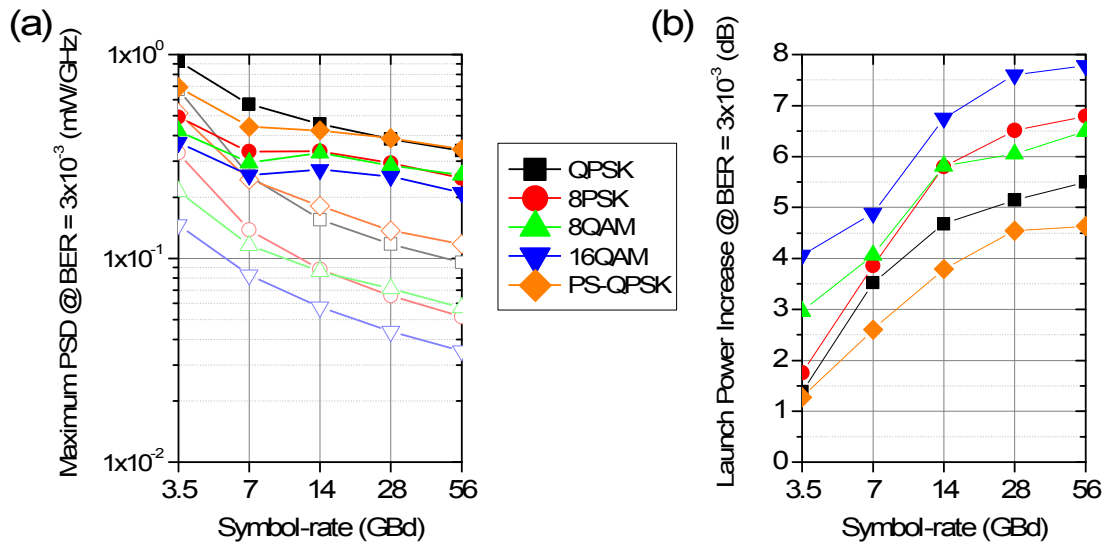 (a)
Maximum PSD @ BER = 3x10⁻³ (mW/GHz)
1x10⁰
1x10⁻¹
1x10⁻²
3.5 7 14 28 56
Symbol-rate (GBd)
QPSK
8PSK
8QAM
16QAM
PS-QPSK
(b)
Launch Power Increase @ BER = 3x10⁻³ (dB)
8
7
6
5
4
3
2
1
0
3.5 7 14 28 56
Symbol-rate (GBd)